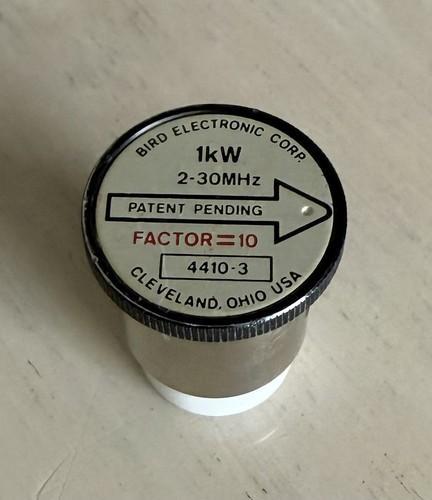 BIRD ELECTRONIC CORP.
1kW
2-30MHz
PATENT PENDING
FACTOR=10
4410-3
CLEVELAND, OHIO USA